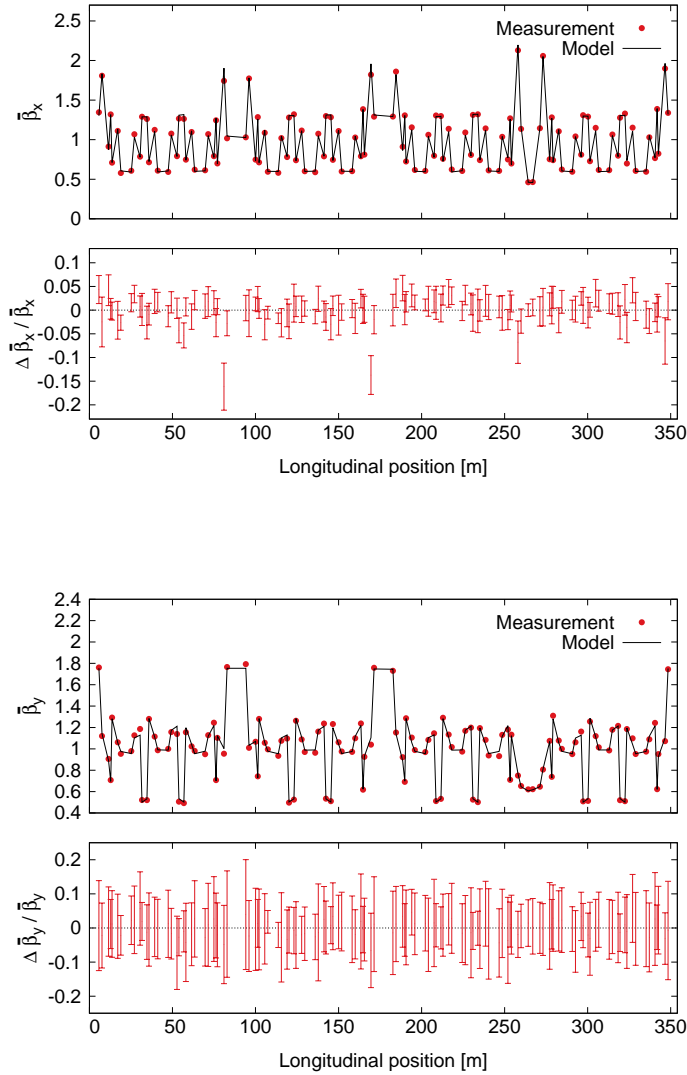 2.5
2
1.5
1
0.5
0
β̄x
Measurement
Model
0.1
0.05
0
-0.05
-0.1
-0.15
-0.2
Δ β̄x / β̄x
0 50 100 150 200 250 300 350
Longitudinal position [m]
2.4
2.2
2
1.8
1.6
1.4
1.2
1
0.8
0.6
0.4
β̄y
Measurement
Model
0.2
0.1
0
-0.1
-0.2
Δ β̄y / β̄y
0 50 100 150 200 250 300 350
Longitudinal position [m]